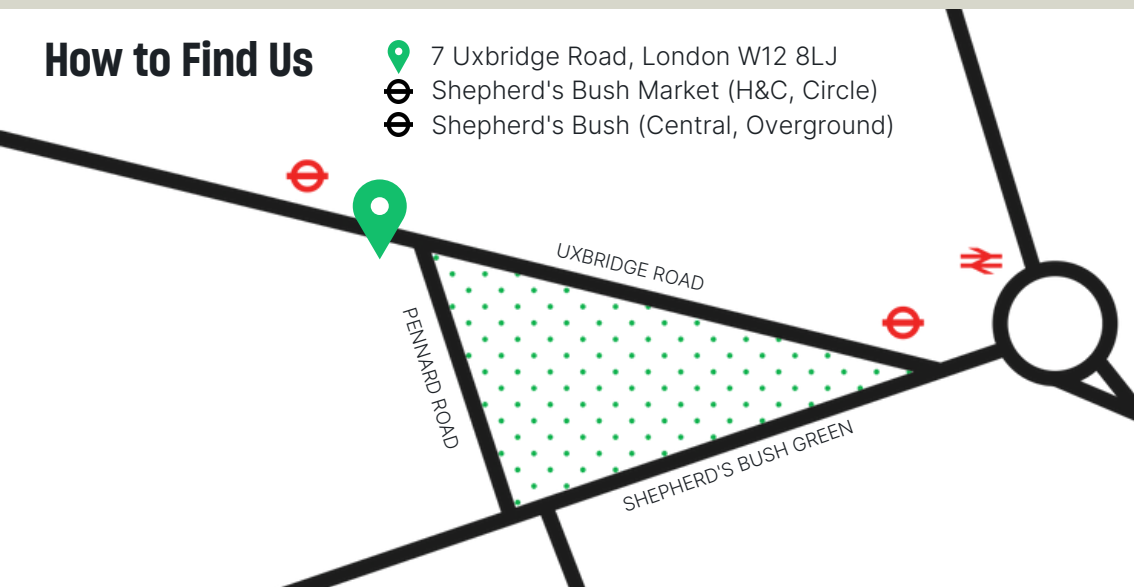 How to Find Us
7 Uxbridge Road, London W12 8LJ
Shepherd's Bush Market (H&C, Circle)
Shepherd's Bush (Central, Overground)
UXBRIDGE ROAD
PENNARD ROAD
SHEPHERD'S BUSH GREEN